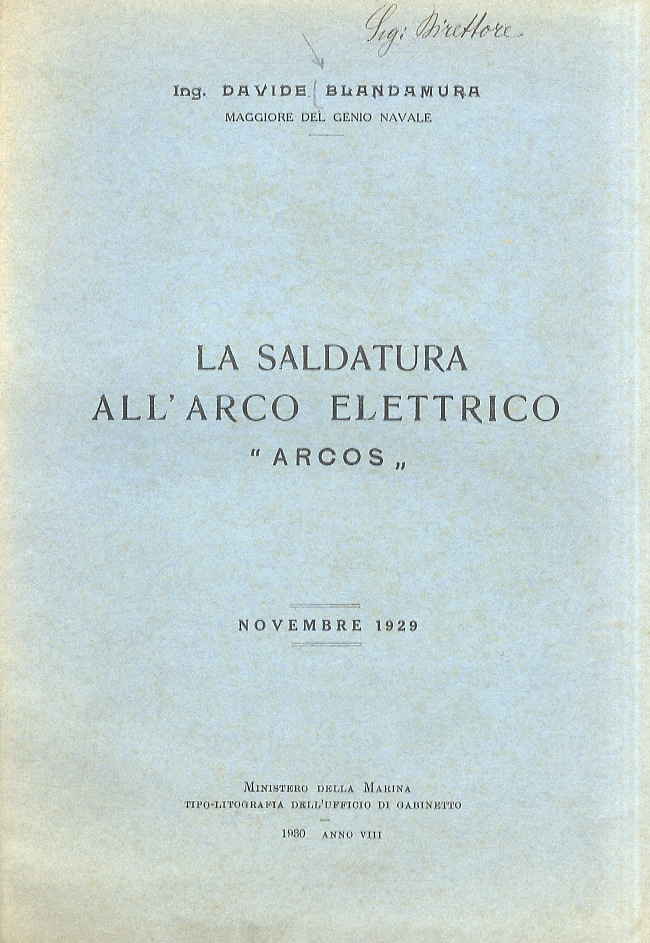 Sig: Direttore
Ing. DAVIDE BLANDAMURA
MAGGIORE DEL GENIO NAVALE
LA SALDATURA
ALL'ARCO ELETTRICO
“ ARCOS „
NOVEMBRE 1929
MINISTERO DELLA MARINA
TIPO-LITOGRAFIA DELL'UFFICIO DI GABINETTO
1930 ANNO VIII